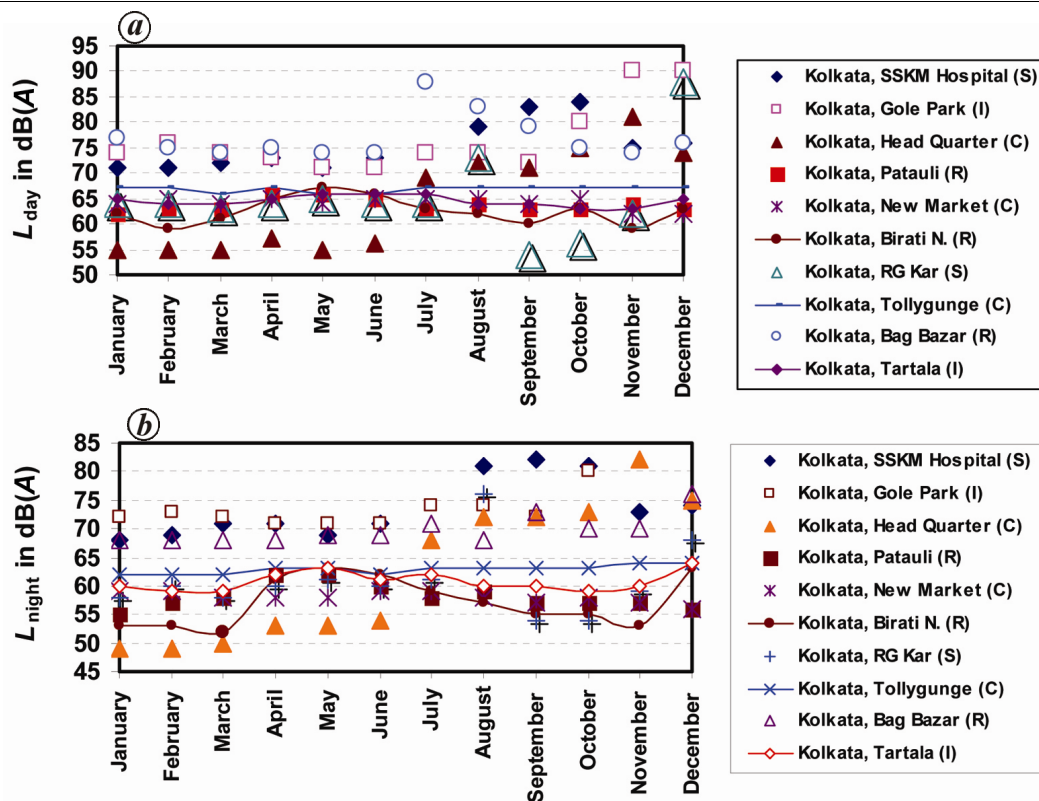 a
L day in dB(A)
95
90
85
80
75
70
65
60
55
50
January
February
March
April
May
June
July
August
September
October
November
December
Kolkata, SSKM Hospital (S)
Kolkata, Gole Park (I)
Kolkata, Head Quarter (C)
Kolkata, Patauli (R)
Kolkata, New Market (C)
Kolkata, Birati N. (R)
Kolkata, RG Kar (S)
Kolkata, Tollygunge (C)
Kolkata, Bag Bazar (R)
Kolkata, Tartala (I)
b
L night in dB(A)
85
80
75
70
65
60
55
50
45
January
February
March
April
May
June
July
August
September
October
November
December
Kolkata, SSKM Hospital (S)
Kolkata, Gole Park (I)
Kolkata, Head Quarter (C)
Kolkata, Patauli (R)
Kolkata, New Market (C)
Kolkata, Birati N. (R)
Kolkata, RG Kar (S)
Kolkata, Tollygunge (C)
Kolkata, Bag Bazar (R)
Kolkata, Tartala (I)